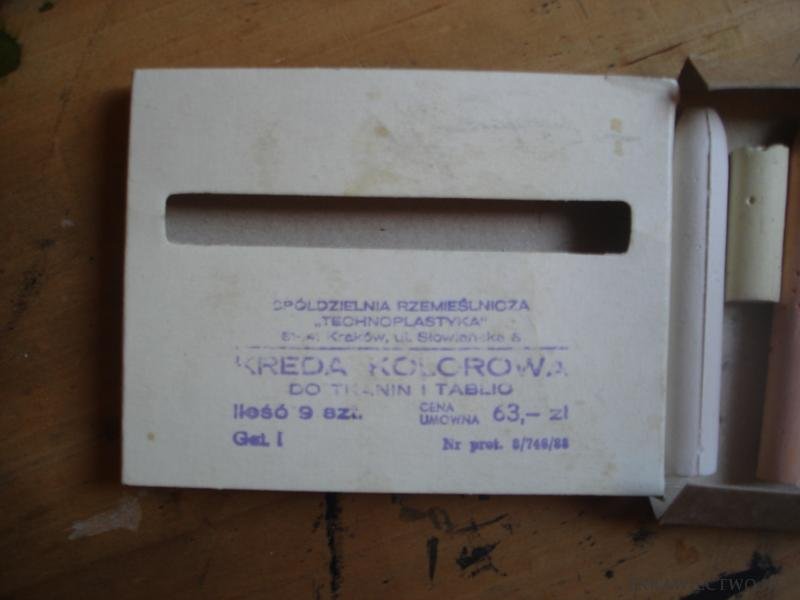 SPÓŁDZIELNIA RZEMIEŚLNICZA
„TECHNOPLASTYKA"
Kraków, ul. Słowiańska
KREDA KOLOROWA
DO TKANIN I TABLIC
Ilość 9 szt. CENA UMOWNA 63,- zł
Gat. I Nr prot. 8/746/88